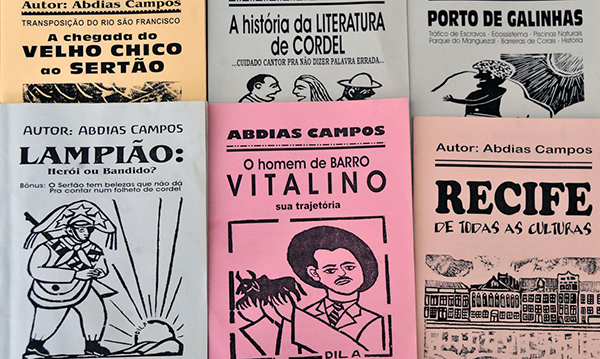 Autor: Abdias Campos
TRANSPOSIÇÃO DO RIO SÃO FRANCISCO
A chegada do
VELHO CHICO
ao SERTÃO
A história da LITERATURA
de CORDEL
...CUIDADO CANTOR PRA NÃO DIZER PALAVRA ERRADA...
PORTO DE GALINHAS
Tráfico de Escravos - Ecossistema - Piscinas Naturais
Parque do Manguezal - Barreiras de Corais - História
AUTOR: ABDIAS CAMPOS
LAMPIÃO:
Herói ou Bandido?
Bônus: O Sertão tem belezas que não dá
Pra contar num folheto de cordel
ABDIAS CAMPOS
O homem de BARRO
VITALINO
sua trajetória
DILA
Autor: Abdias Campos
RECIFE
DE TODAS AS CULTURAS